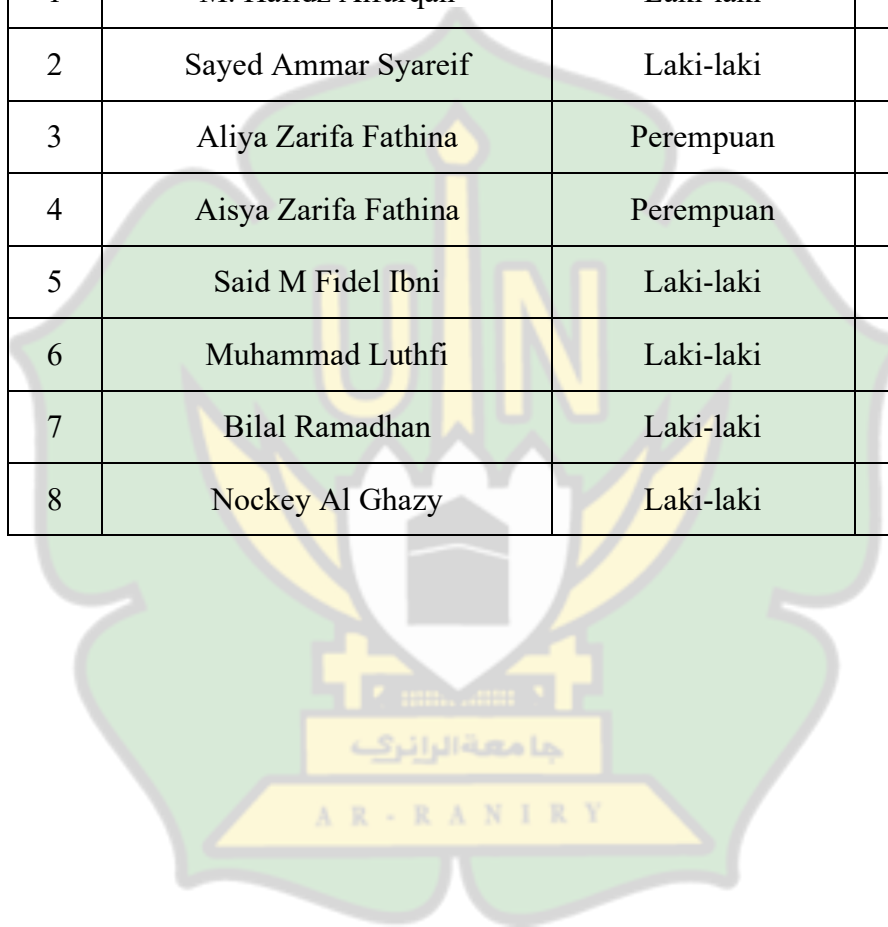 2 Sayed Ammar Syareif Laki-laki
3 Aliya Zarifa Fathina Perempuan
4 Aisya Zarifa Fathina Perempuan
5 Said M Fidel Ibni Laki-laki
6 Muhammad Luthfi Laki-laki
7 Bilal Ramadhan Laki-laki
8 Nockey Al Ghazy Laki-laki
UIN
جامعةالرانري
AR-RANIRY